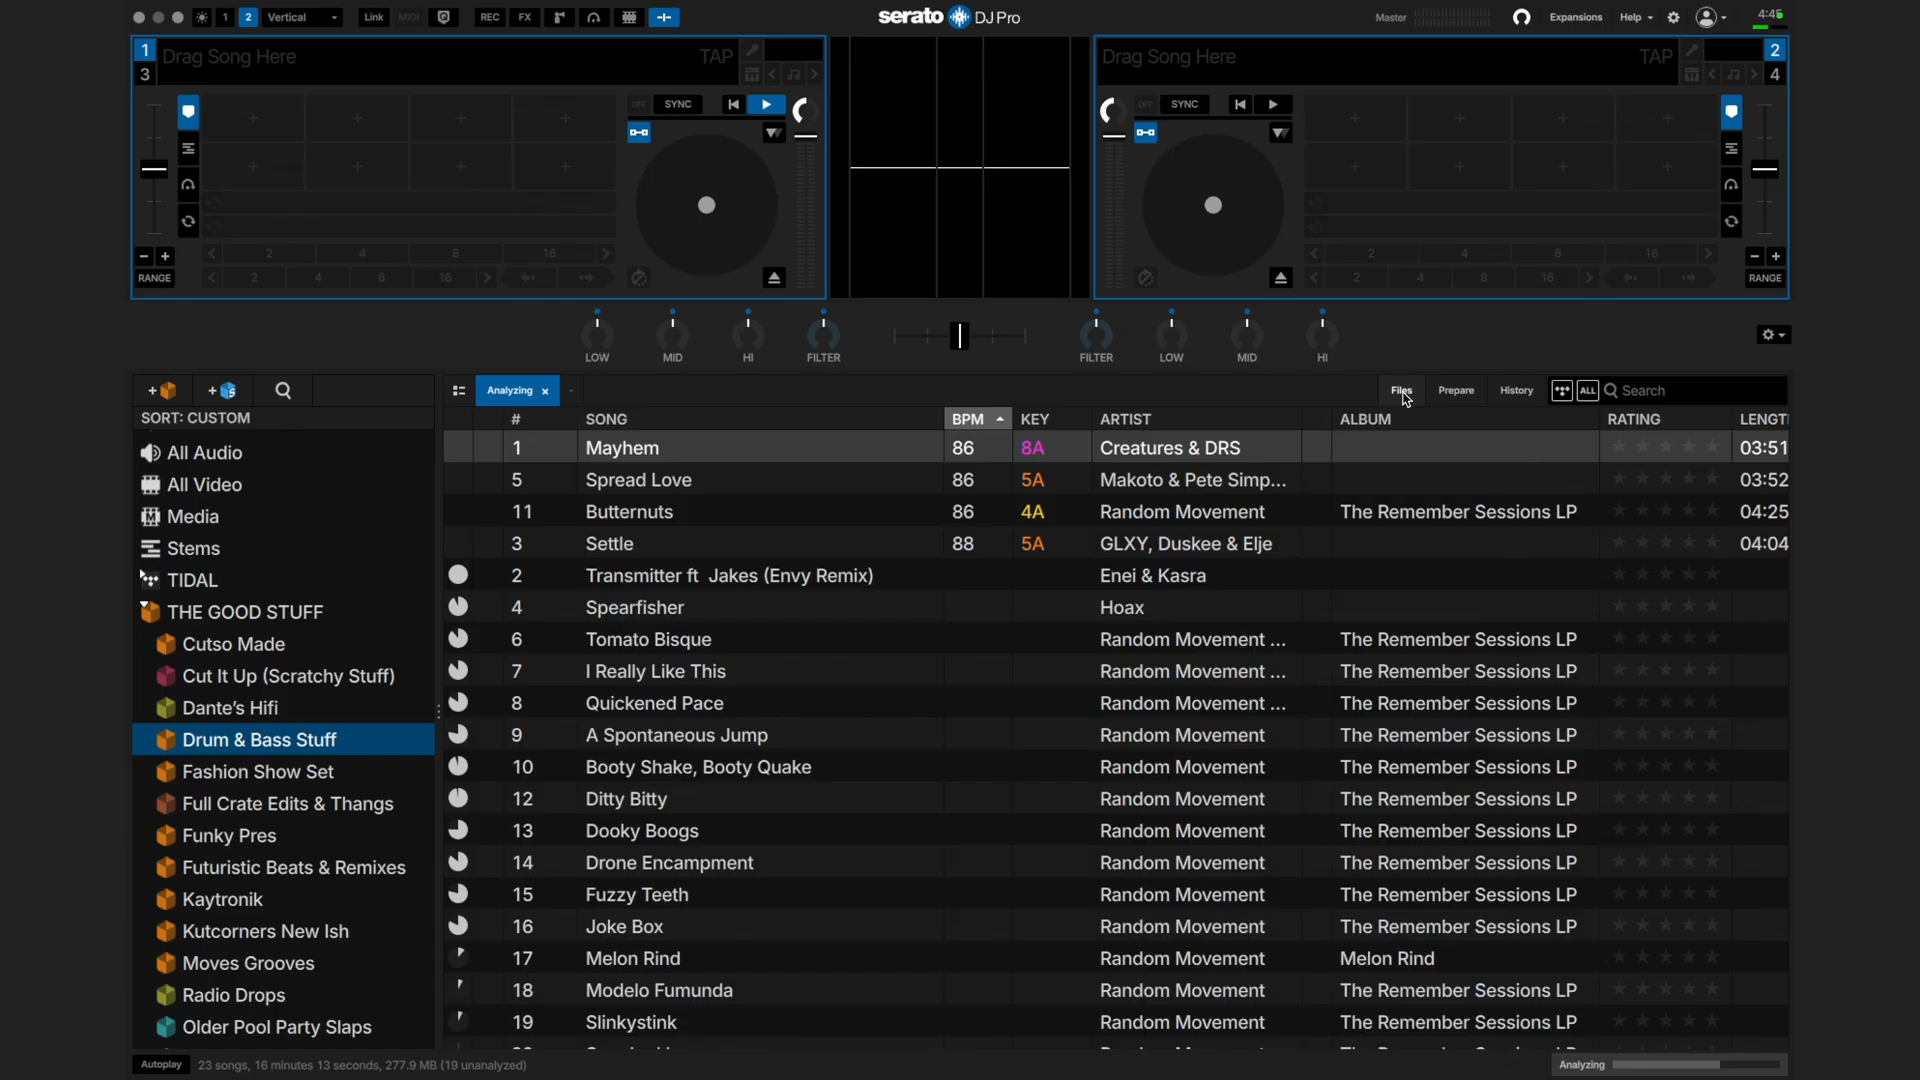 1 2 Vertical Link MIDI REC FX serato DJ Pro Master Expansions Help 4:45
1 Drag Song Here TAP Drag Song Here TAP 2
3 4
OFF SYNC OFF SYNC
2 4 8 16 2 4 8 16
RANGE 2 4 8 16 2 4 8 16 RANGE
LOW MID HI FILTER FILTER LOW MID HI
Analyzing x Files Prepare History ALL Search
SORT: CUSTOM # SONG BPM KEY ARTIST ALBUM RATING LENGT
All Audio
All Video
Media
Stems
TIDAL
THE GOOD STUFF
Cutso Made
Cut It Up (Scratchy Stuff)
Dante's Hifi
Drum & Bass Stuff
Fashion Show Set
Full Crate Edits & Thangs
Funky Pres
Futuristic Beats & Remixes
Kaytronik
Kutcorners New Ish
Moves Grooves
Radio Drops
Older Pool Party Slaps
1 Mayhem 86 8A Creatures & DRS 03:51
5 Spread Love 86 5A Makoto & Pete Simp... 03:52
11 Butternuts 86 4A Random Movement The Remember Sessions LP 04:25
3 Settle 88 5A GLXY, Duskee & Elje 04:04
2 Transmitter ft Jakes (Envy Remix) Enei & Kasra
4 Spearfisher Hoax
6 Tomato Bisque Random Movement ... The Remember Sessions LP
7 I Really Like This Random Movement ... The Remember Sessions LP
8 Quickened Pace Random Movement ... The Remember Sessions LP
9 A Spontaneous Jump Random Movement The Remember Sessions LP
10 Booty Shake, Booty Quake Random Movement The Remember Sessions LP
12 Ditty Bitty Random Movement The Remember Sessions LP
13 Dooky Boogs Random Movement The Remember Sessions LP
14 Drone Encampment Random Movement The Remember Sessions LP
15 Fuzzy Teeth Random Movement The Remember Sessions LP
16 Joke Box Random Movement The Remember Sessions LP
17 Melon Rind Random Movement Melon Rind
18 Modelo Fumunda Random Movement The Remember Sessions LP
19 Slinkystink Random Movement The Remember Sessions LP
Autoplay 23 songs, 16 minutes 13 seconds, 277.9 MB (19 unanalyzed) Analyzing